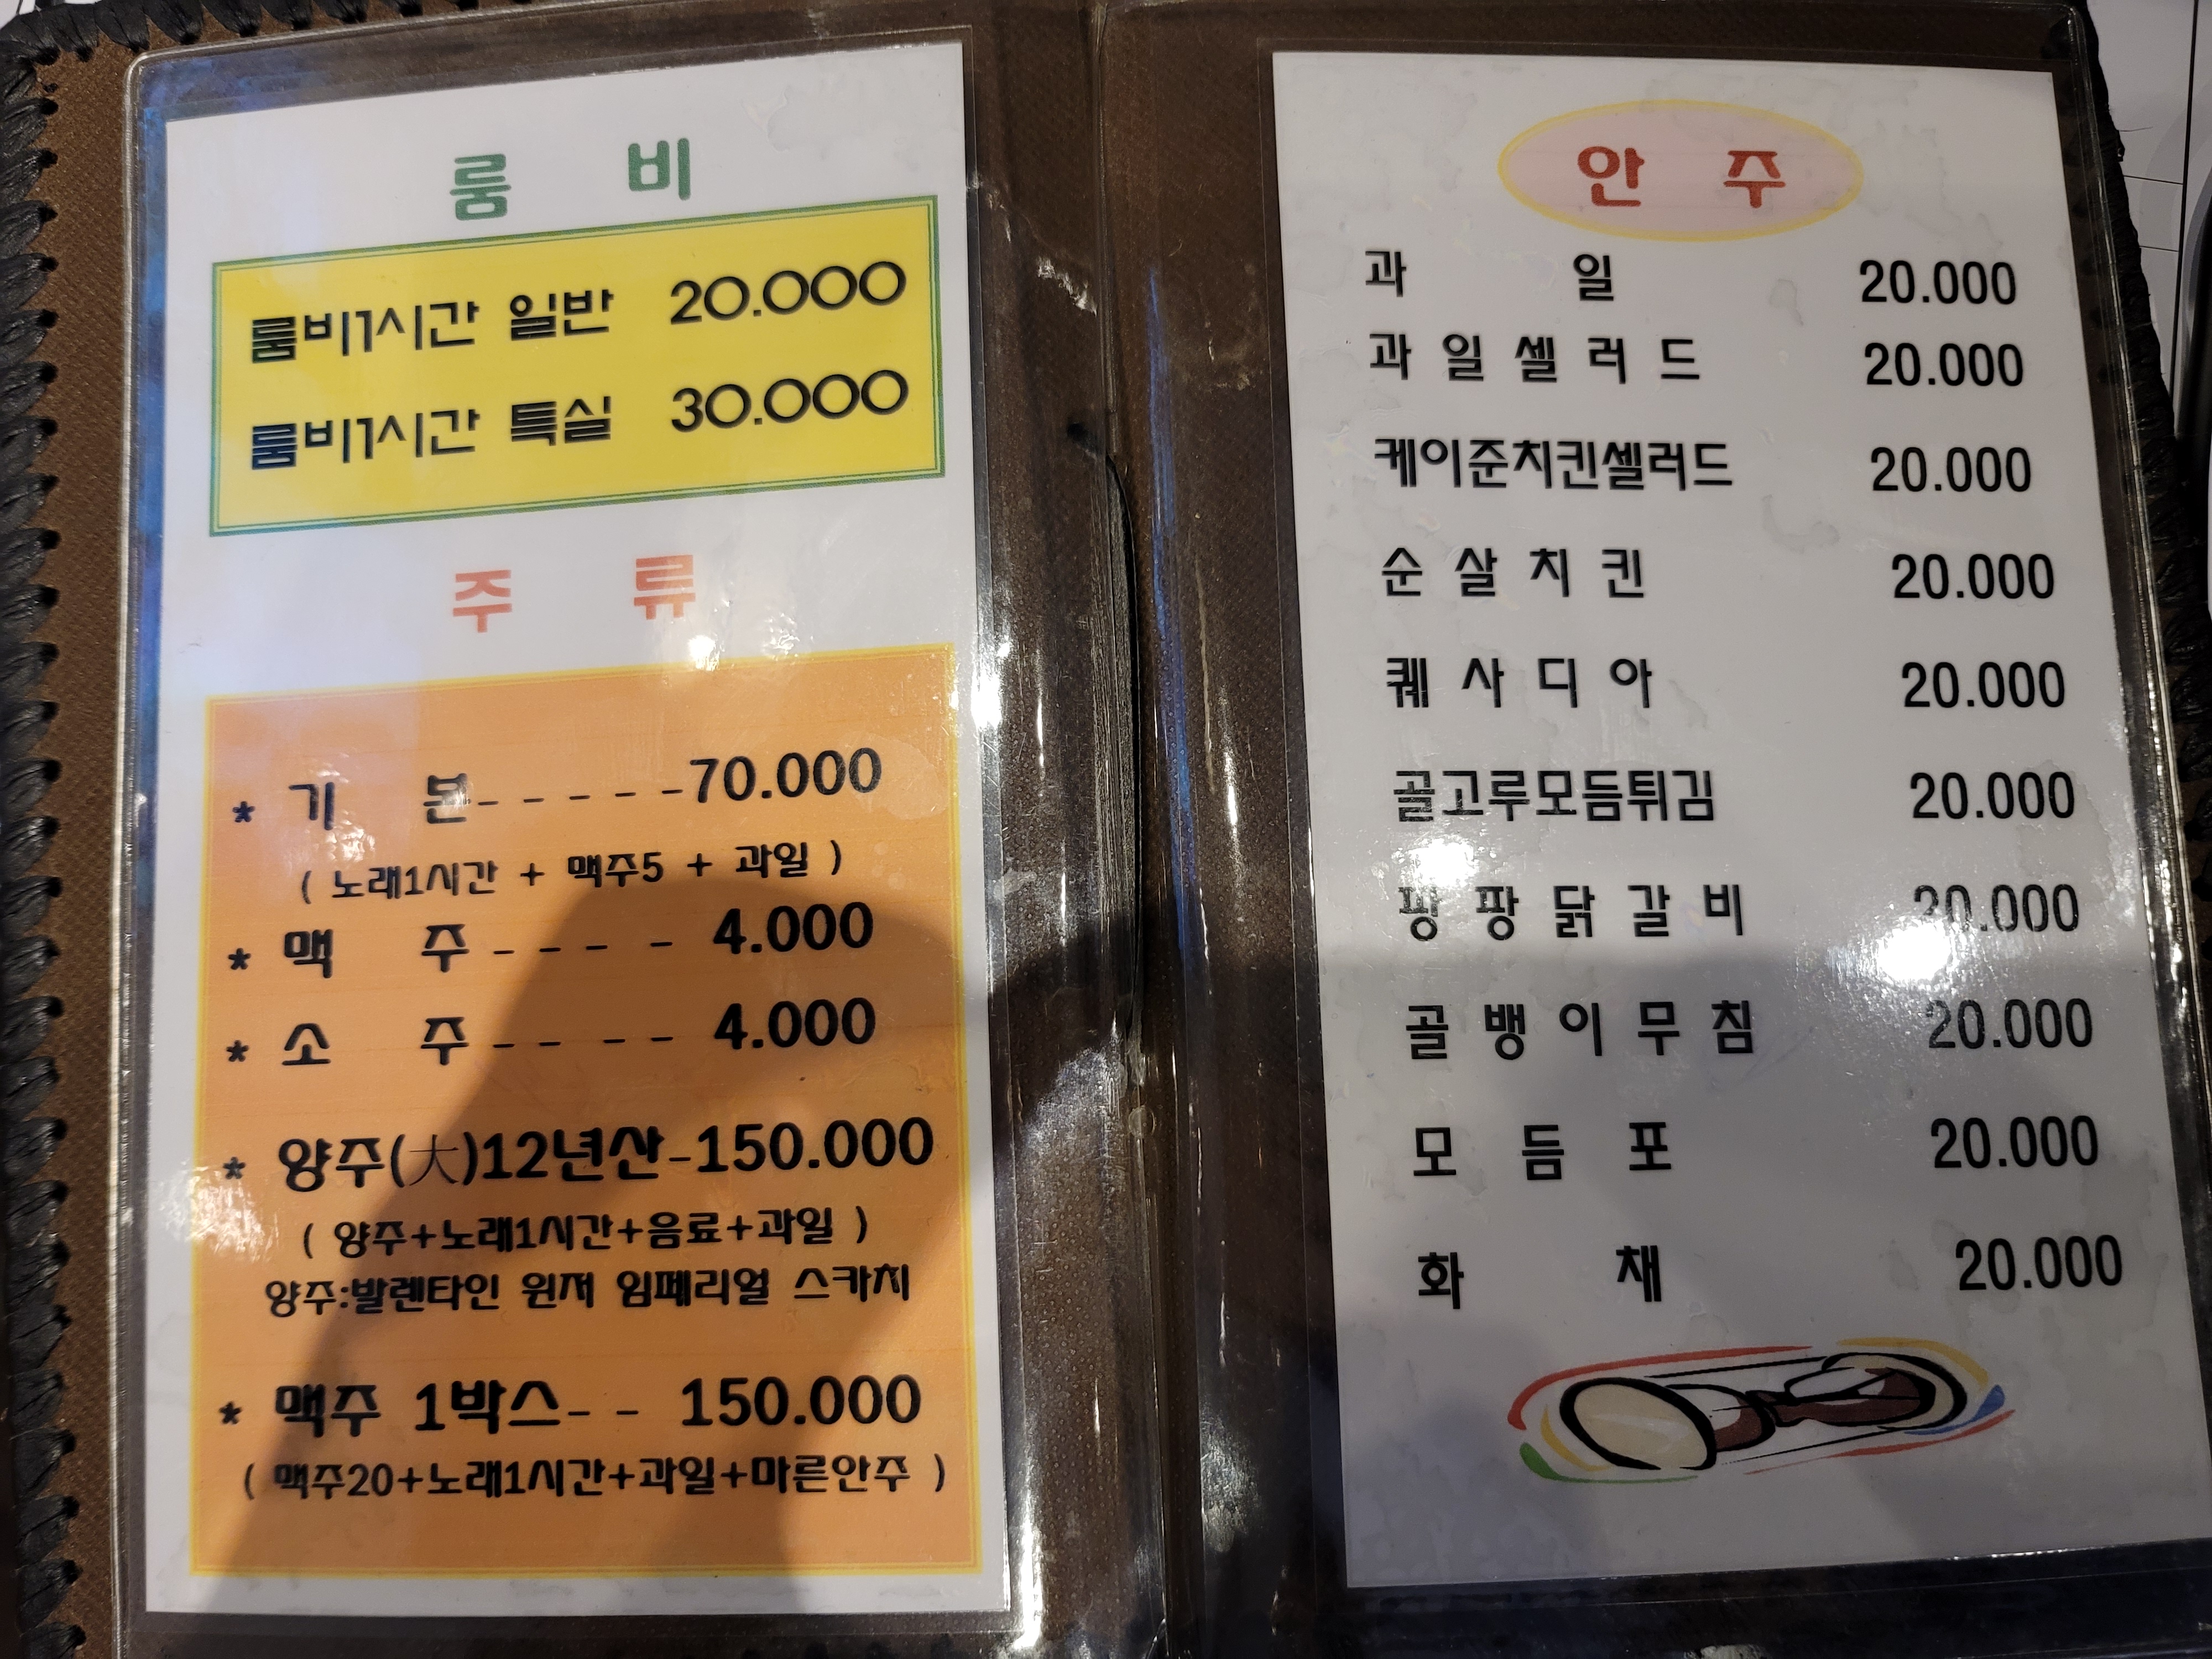 룸 비
룸비1시간 일반 20.000
룸비1시간 특실 30.000
주 류
* 기 본- - - - - -70.000
( 노래1시간 + 맥주5 + 과일 )
* 맥 주 - - - - 4.000
* 소 주 - - - - 4.000
* 양주(大)12년산-150.000
( 양주+노래1시간+음료+과일 )
양주:발렌타인 윈저 임페리얼 스카치
* 맥주 1박스- - 150.000
( 맥주20+노래1시간+과일+마른안주 )
안 주
과 일 20.000
과 일 셀 러 드 20.000
케이준치킨셀러드 20.000
순 살 치 킨 20.000
퀘 사 디 아 20.000
골고루모듬튀김 20.000
팡 팡 닭 갈 비 20.000
골 뱅 이 무 침 20.000
모 듬 포 20.000
화 채 20.000